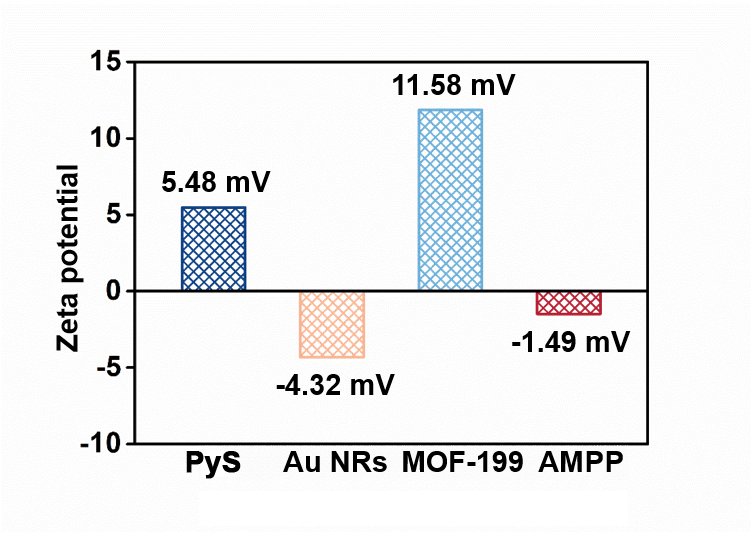 15
10
5
0
-5
-10
Zeta potential
5.48 mV
-4.32 mV
11.58 mV
-1.49 mV
PyS Au NRs MOF-199 AMPP